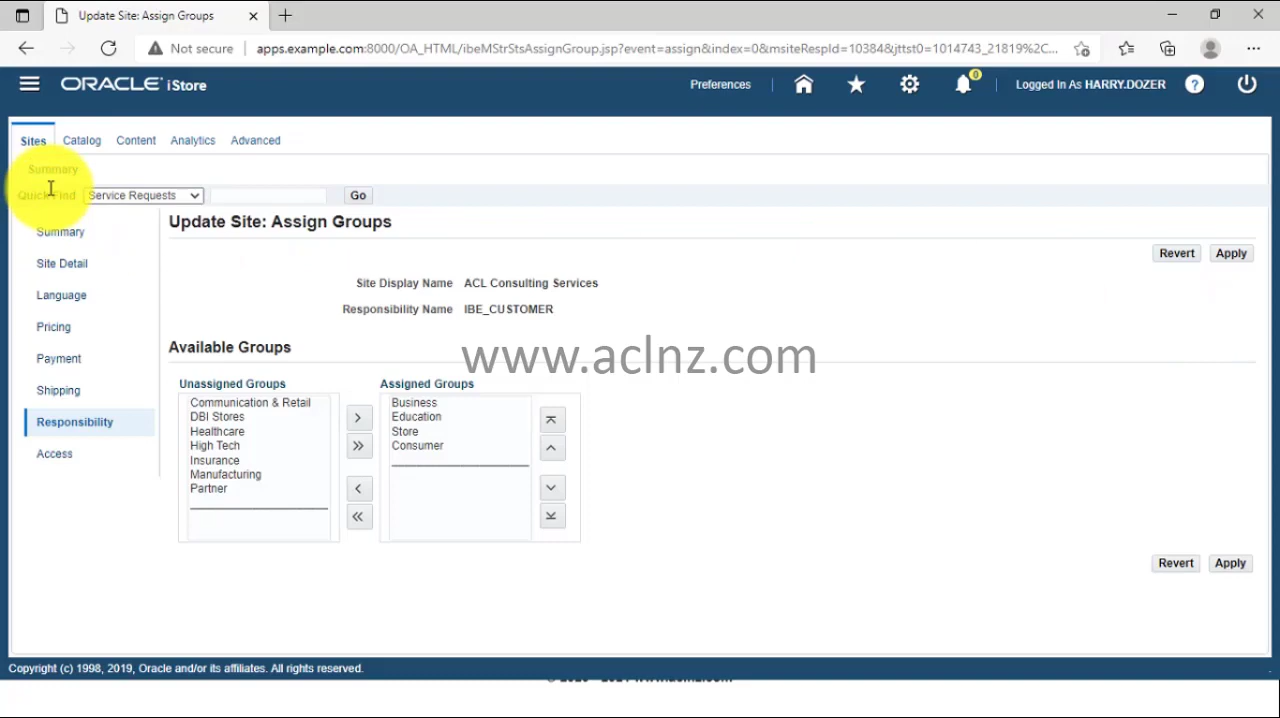 Update Site: Assign Groups
Not secure
apps.example.com:8000/OA_HTML/ibeMStrStsAssignGroup.jsp?event=assign&index=0&msiteRespId=10384&jttst0=1014743_21819%2C...
ORACLE iStore
Preferences
0
Logged In As HARRY.DOZER
?
Sites Catalog Content Analytics Advanced
Summary
Quick Find Service Requests Go
Summary
Site Detail
Language
Pricing
Payment
Shipping
Responsibility
Access
Update Site: Assign Groups
Revert Apply
Site Display Name ACL Consulting Services
Responsibility Name IBE_CUSTOMER
Available Groups
www.aclnz.com
Unassigned Groups
Communication & Retail
DBI Stores
Healthcare
High Tech
Insurance
Manufacturing
Partner
Assigned Groups
Business
Education
Store
Consumer
Revert Apply
Copyright (c) 1998, 2019, Oracle and/or its affiliates. All rights reserved.